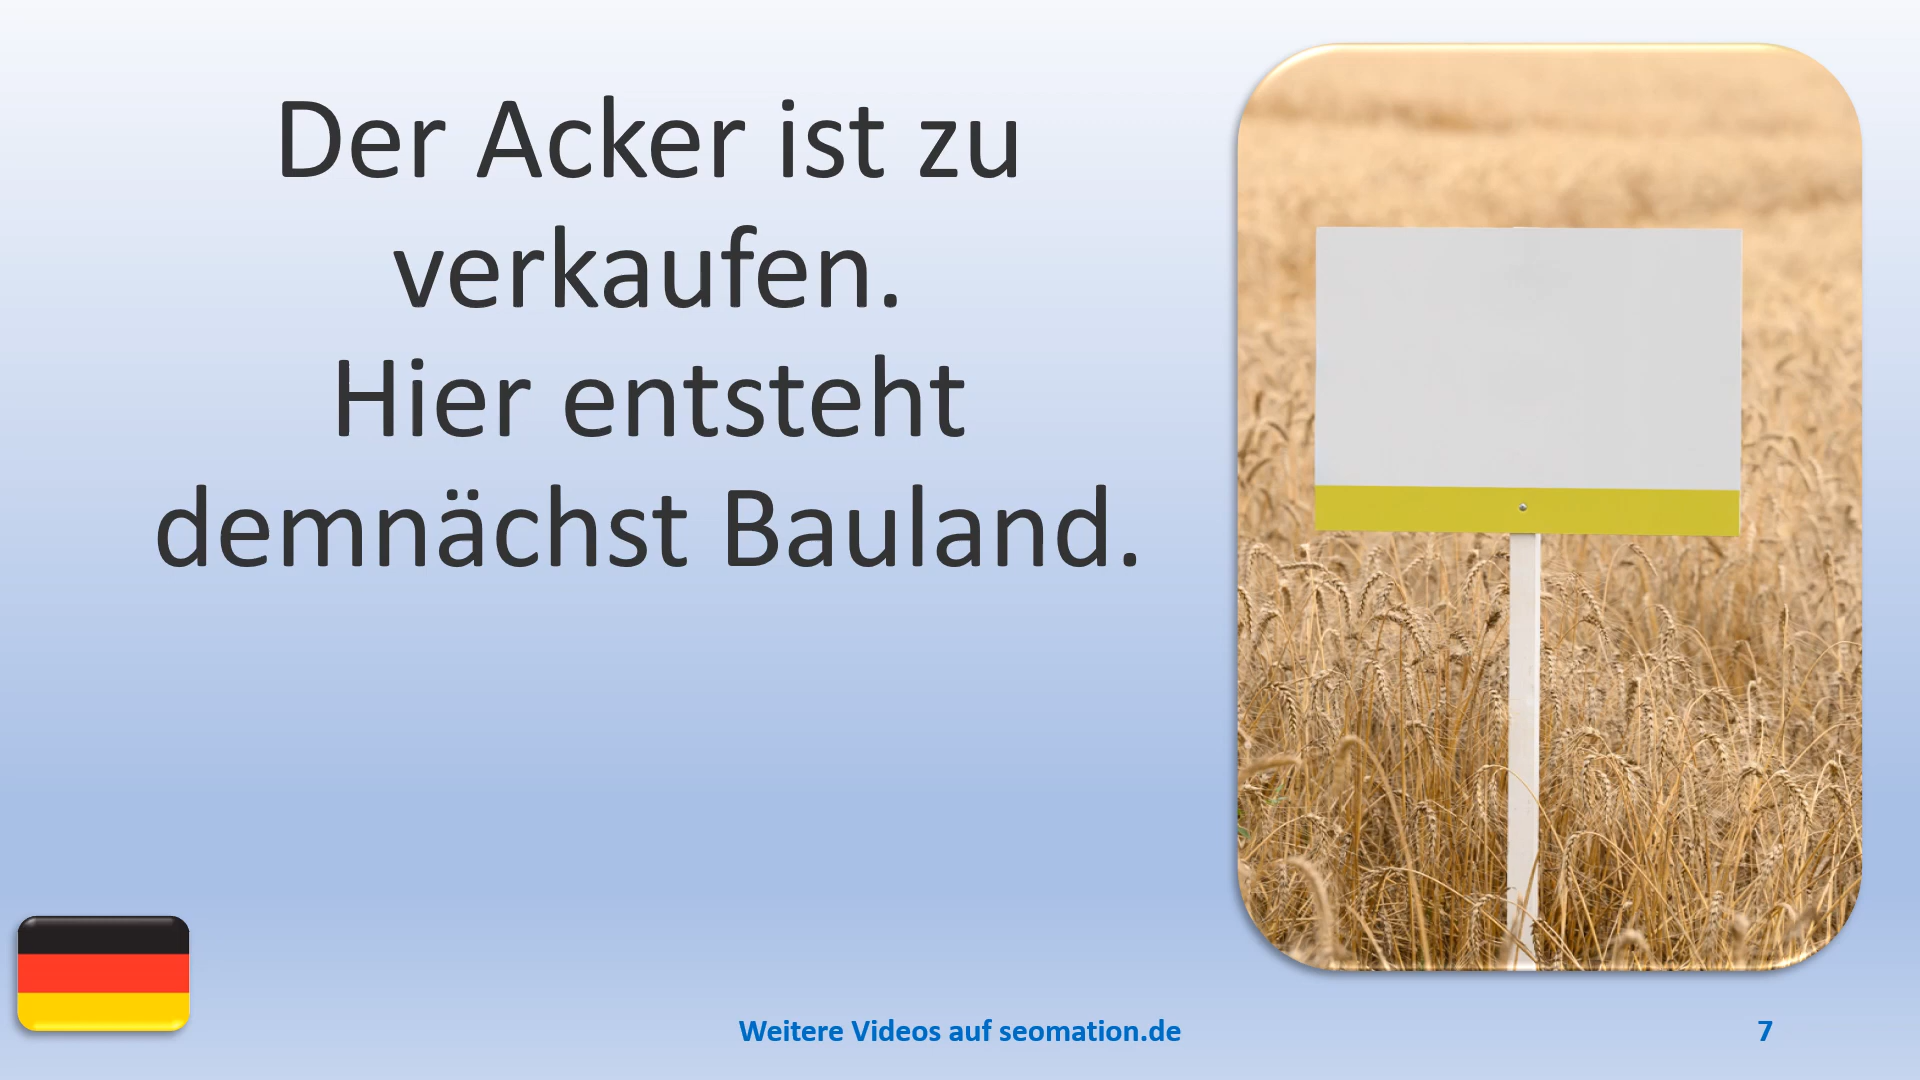 Der Acker ist zu
verkaufen.
Hier entsteht
demnächst Bauland.
Weitere Videos auf seomation.de
7